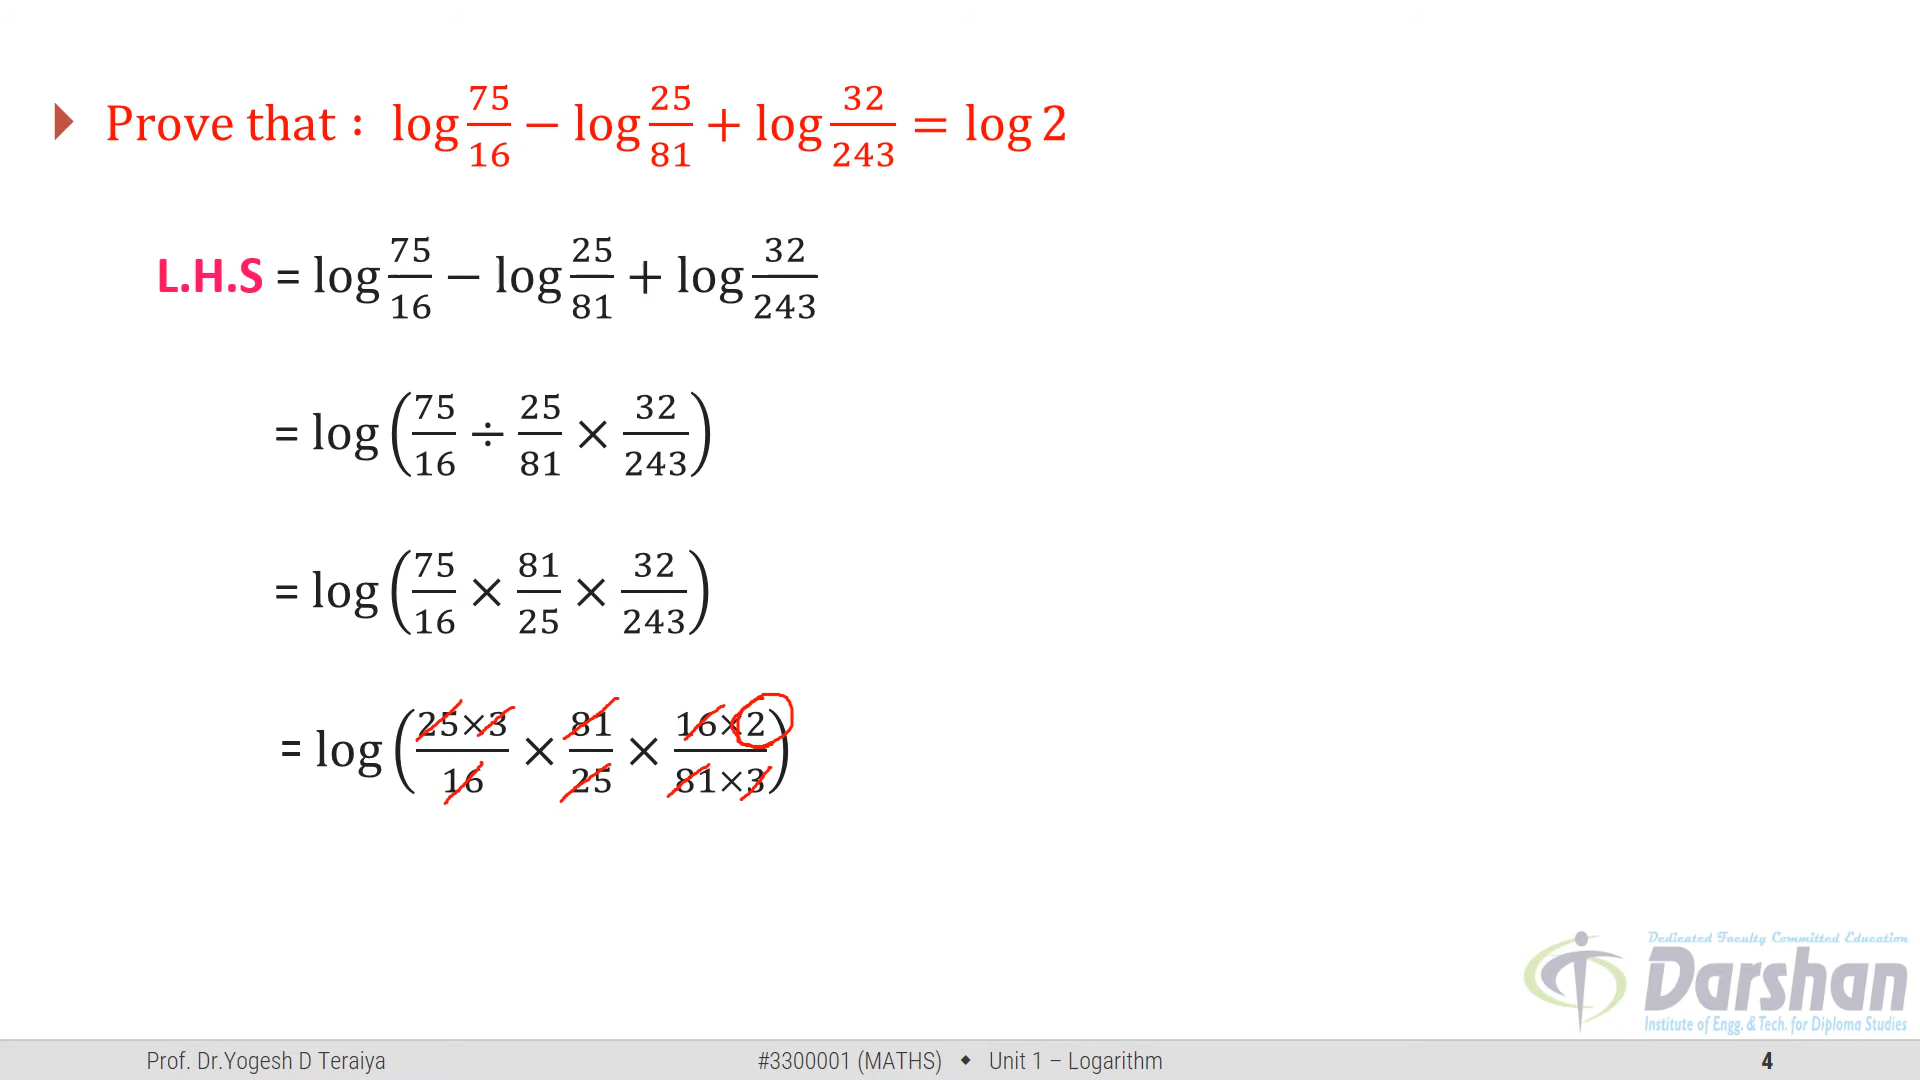 Prove that : log 75/16 − log 25/81 + log 32/243 = log 2
L.H.S = log 75/16 − log 25/81 + log 32/243
= log (75/16 ÷ 25/81 × 32/243)
= log (75/16 × 81/25 × 32/243)
= log (25×3/16 × 81/25 × 16×2/81×3)
Dedicated Faculty Committed Education
Darshan
Institute of Engg. & Tech. for Diploma Studies
Prof. Dr.Yogesh D Teraiya #3300001 (MATHS) ◆ Unit 1 – Logarithm 4